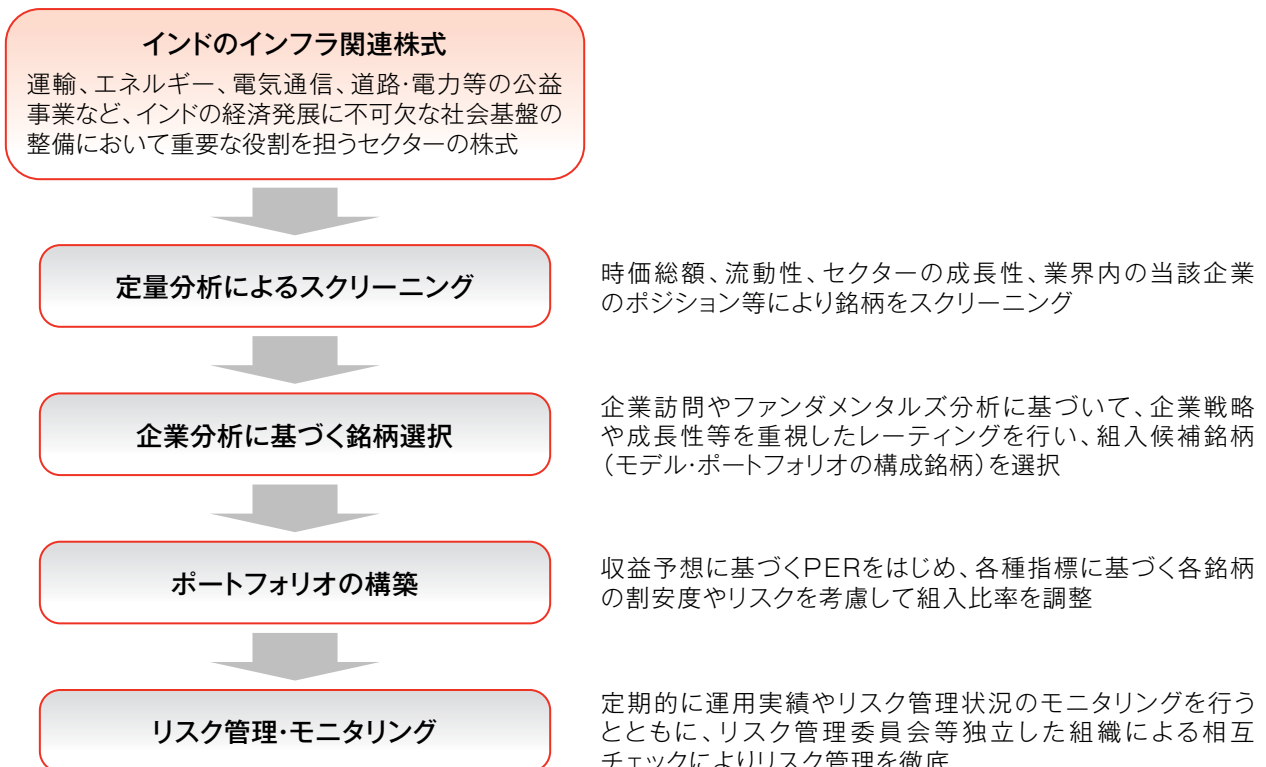 インドのインフラ関連株式
運輸、エネルギー、電気通信、道路・電力等の公益
事業など、インドの経済発展に不可欠な社会基盤の
整備において重要な役割を担うセクターの株式
定量分析によるスクリーニング
時価総額、流動性、セクターの成長性、業界内の当該企業
のポジション等により銘柄をスクリーニング
企業分析に基づく銘柄選択
企業訪問やファンダメンタルズ分析に基づいて、企業戦略
や成長性等を重視したレーティングを行い、組入候補銘柄
（モデル・ポートフォリオの構成銘柄）を選択
ポートフォリオの構築
収益予想に基づくPERをはじめ、各種指標に基づく各銘柄
の割安度やリスクを考慮して組入比率を調整
リスク管理・モニタリング
定期的に運用実績やリスク管理状況のモニタリングを行う
とともに、リスク管理委員会等独立した組織による相互
チェックによりリスク管理を徹底